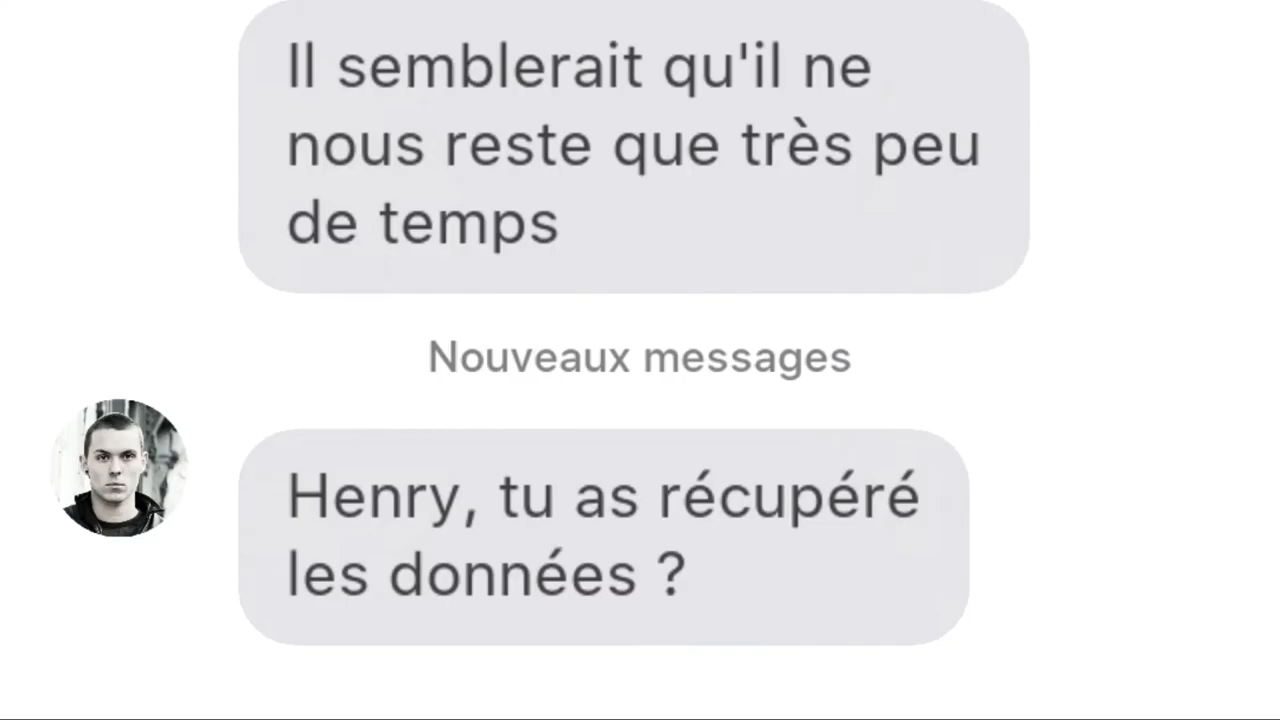 Il semblerait qu'il ne
nous reste que très peu
de temps
Nouveaux messages
Henry, tu as récupéré
les données ?